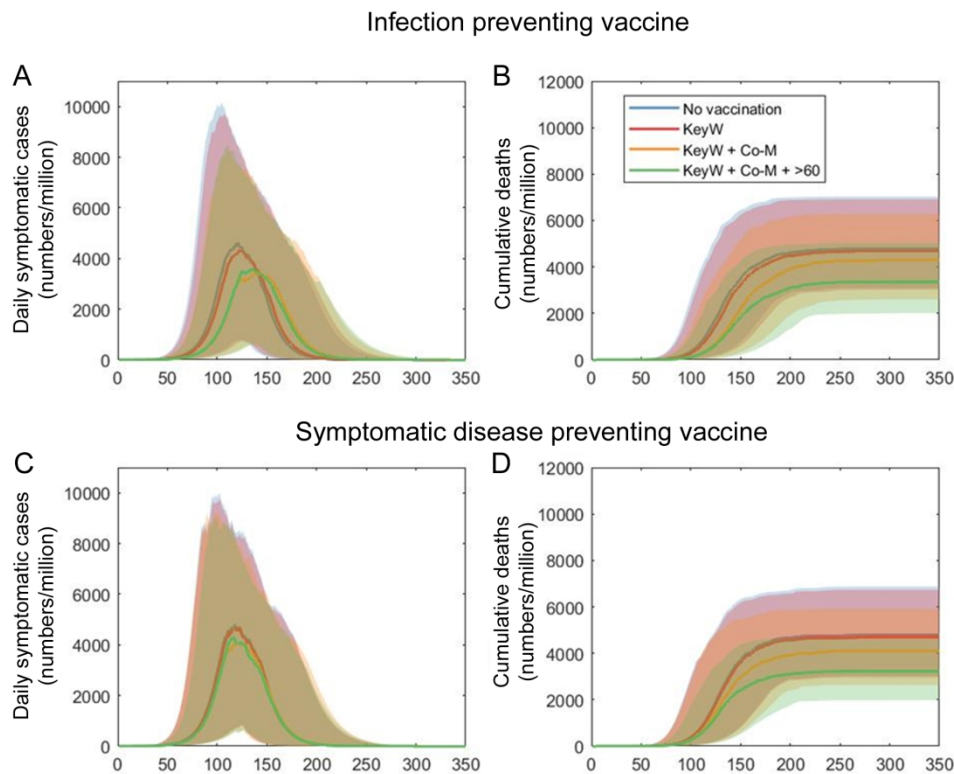 Infection preventing vaccine
A
Daily symptomatic cases
(numbers/million)
10000
8000
6000
4000
2000
0
0 50 100 150 200 250 300 350
B
Cumulative deaths
(numbers/million)
12000
10000
8000
6000
4000
2000
0
No vaccination
KeyW
KeyW + Co-M
KeyW + Co-M + >60
0 50 100 150 200 250 300 350
Symptomatic disease preventing vaccine
C
Daily symptomatic cases
(numbers/million)
10000
8000
6000
4000
2000
0
0 50 100 150 200 250 300 350
D
Cumulative deaths
(numbers/million)
12000
10000
8000
6000
4000
2000
0
0 50 100 150 200 250 300 350